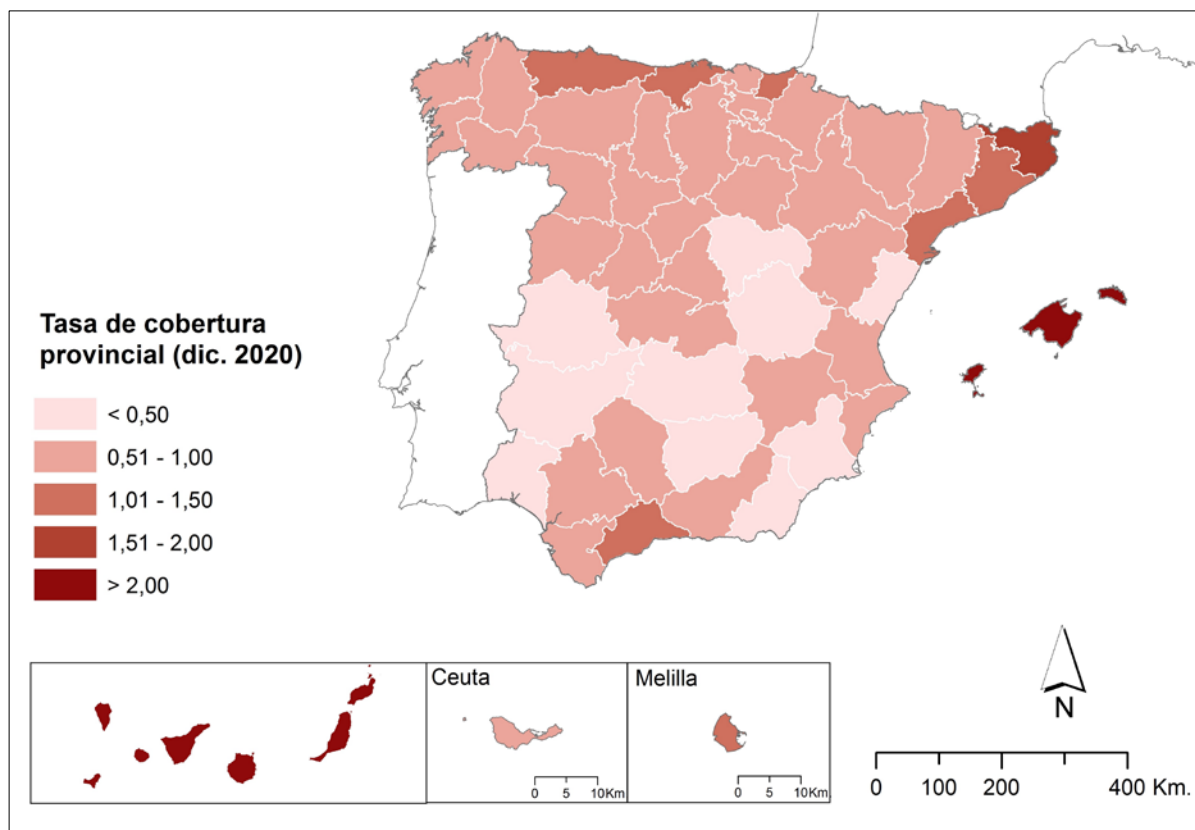 Tasa de cobertura
provincial (dic. 2020)
< 0,50
0,51 - 1,00
1,01 - 1,50
1,51 - 2,00
> 2,00
Ceuta
0 5 10Km.
Melilla
0 5 10Km.
N
0 100 200 400 Km.